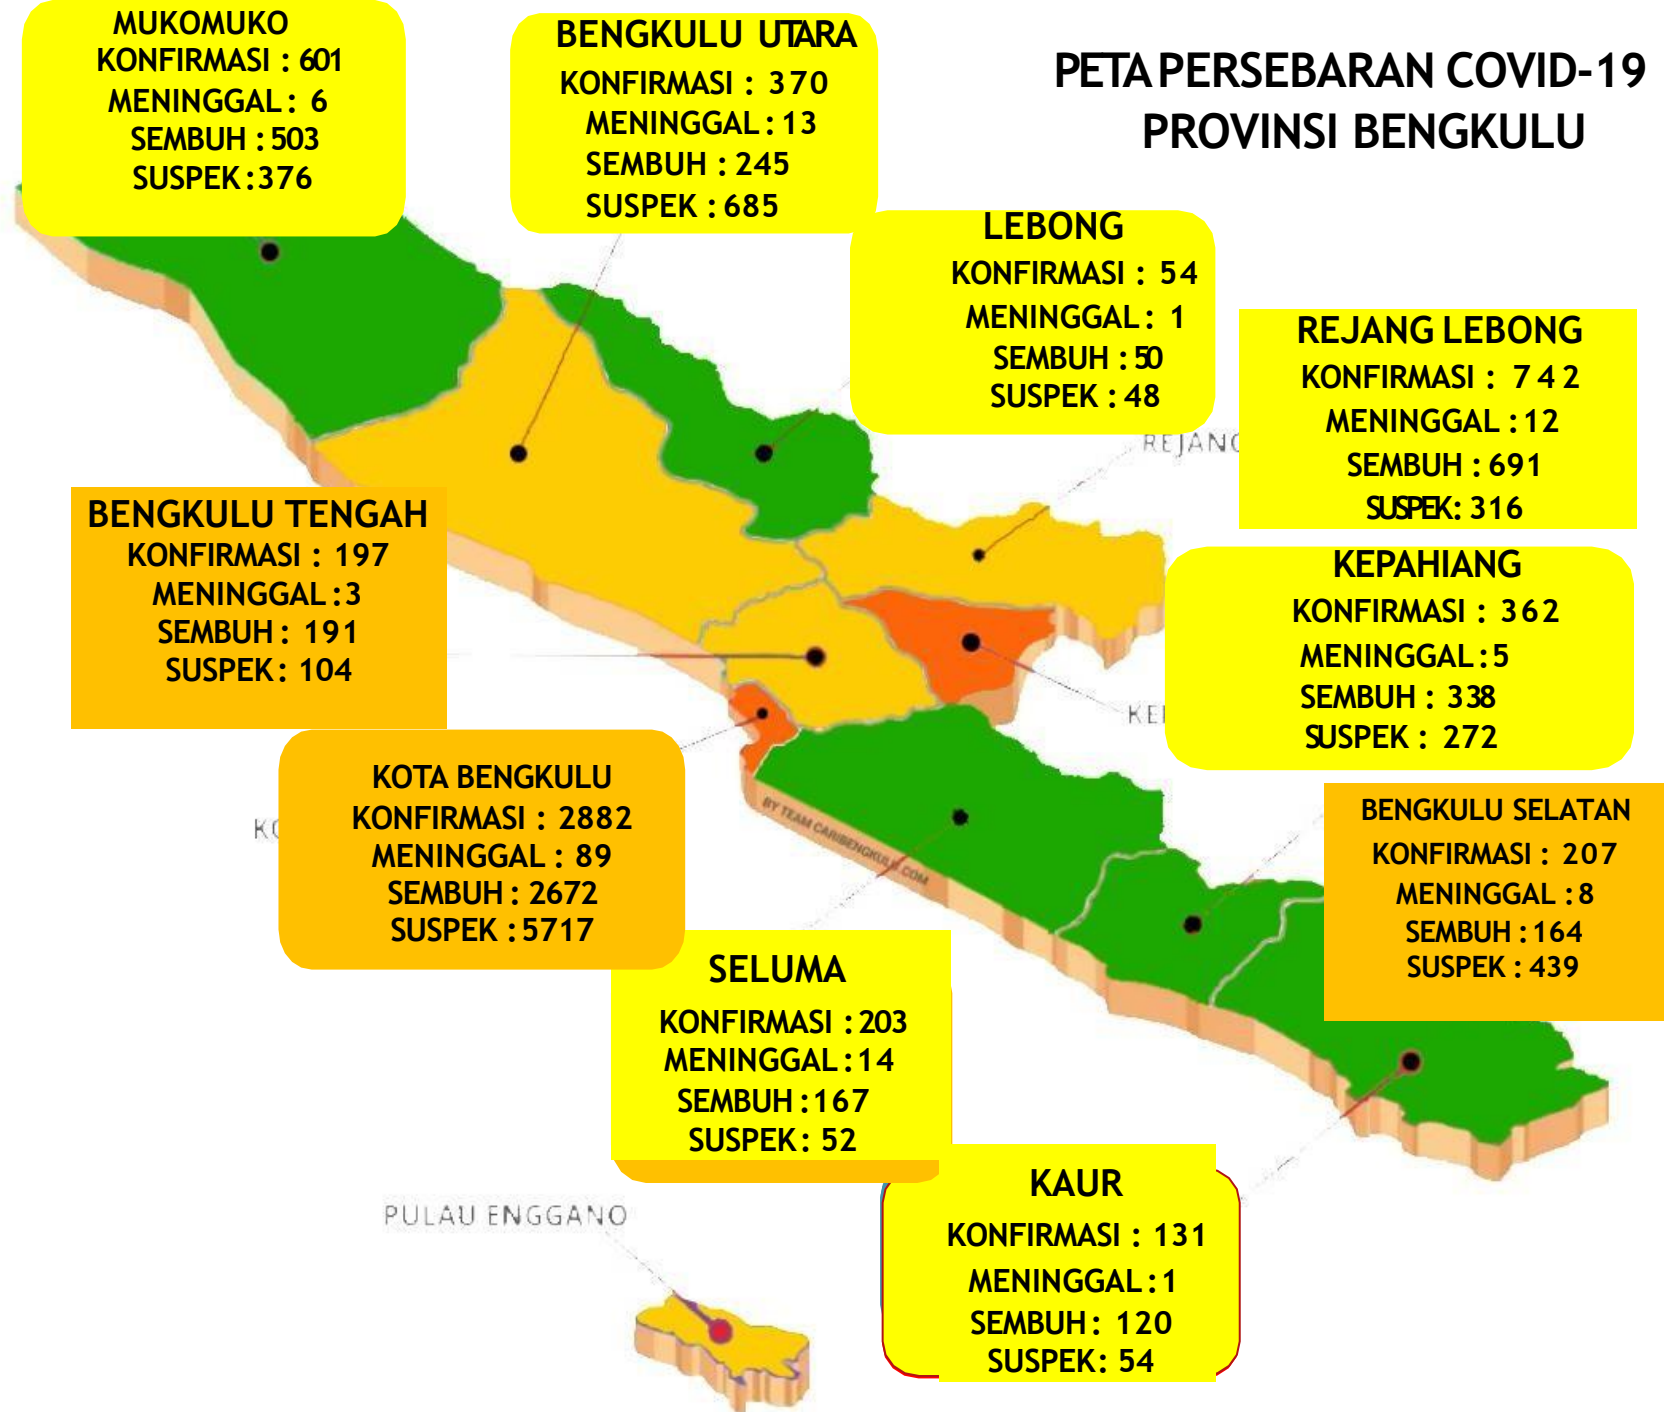 PETA PERSEBARAN COVID-19
PROVINSI BENGKULU
MUKOMUKO
KONFIRMASI : 601
MENINGGAL : 6
SEMBUH : 503
SUSPEK : 376
BENGKULU UTARA
KONFIRMASI : 370
MENINGGAL : 13
SEMBUH : 245
SUSPEK : 685
LEBONG
KONFIRMASI : 54
MENINGGAL : 1
SEMBUH : 50
SUSPEK : 48
REJANG LEBONG
KONFIRMASI : 742
MENINGGAL : 12
SEMBUH : 691
SUSPEK : 316
REJANG
BENGKULU TENGAH
KONFIRMASI : 197
MENINGGAL : 3
SEMBUH : 191
SUSPEK : 104
KEPAHIANG
KONFIRMASI : 362
MENINGGAL : 5
SEMBUH : 338
SUSPEK : 272
KOTA BENGKULU
KONFIRMASI : 2882
MENINGGAL : 89
SEMBUH : 2672
SUSPEK : 5717
BY TEAM CARIBENGKULU.COM
BENGKULU SELATAN
KONFIRMASI : 207
MENINGGAL : 8
SEMBUH : 164
SUSPEK : 439
SELUMA
KONFIRMASI : 203
MENINGGAL : 14
SEMBUH : 167
SUSPEK : 52
KAUR
KONFIRMASI : 131
MENINGGAL : 1
SEMBUH : 120
SUSPEK : 54
PULAU ENGGANO